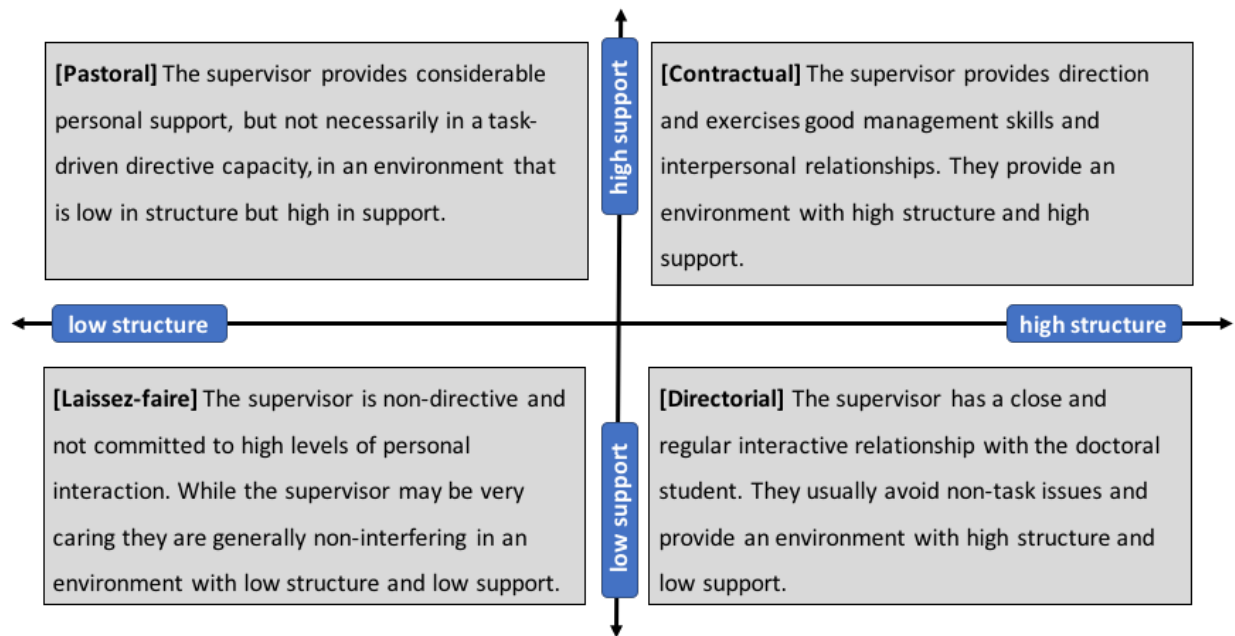 [Pastoral] The supervisor provides considerable
personal support, but not necessarily in a task-
driven directive capacity, in an environment that
is low in structure but high in support.
high support
[Contractual] The supervisor provides direction
and exercises good management skills and
interpersonal relationships. They provide an
environment with high structure and high
support.
low structure
high structure
[Laissez-faire] The supervisor is non-directive and
not committed to high levels of personal
interaction. While the supervisor may be very
caring they are generally non-interfering in an
environment with low structure and low support.
low support
[Directorial] The supervisor has a close and
regular interactive relationship with the doctoral
student. They usually avoid non-task issues and
provide an environment with high structure and
low support.